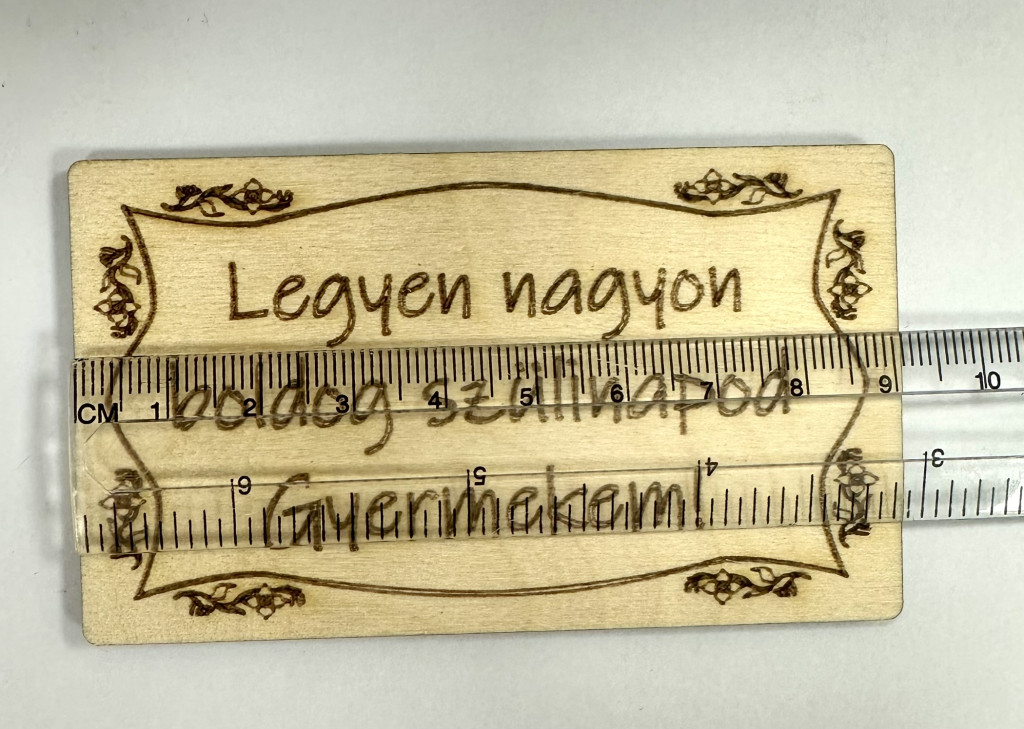 Legyen nagyon
boldog szülinapod
Gyermekem!
CM 1 2 3 4 5 6 7 8 9 10
6 5 4 3